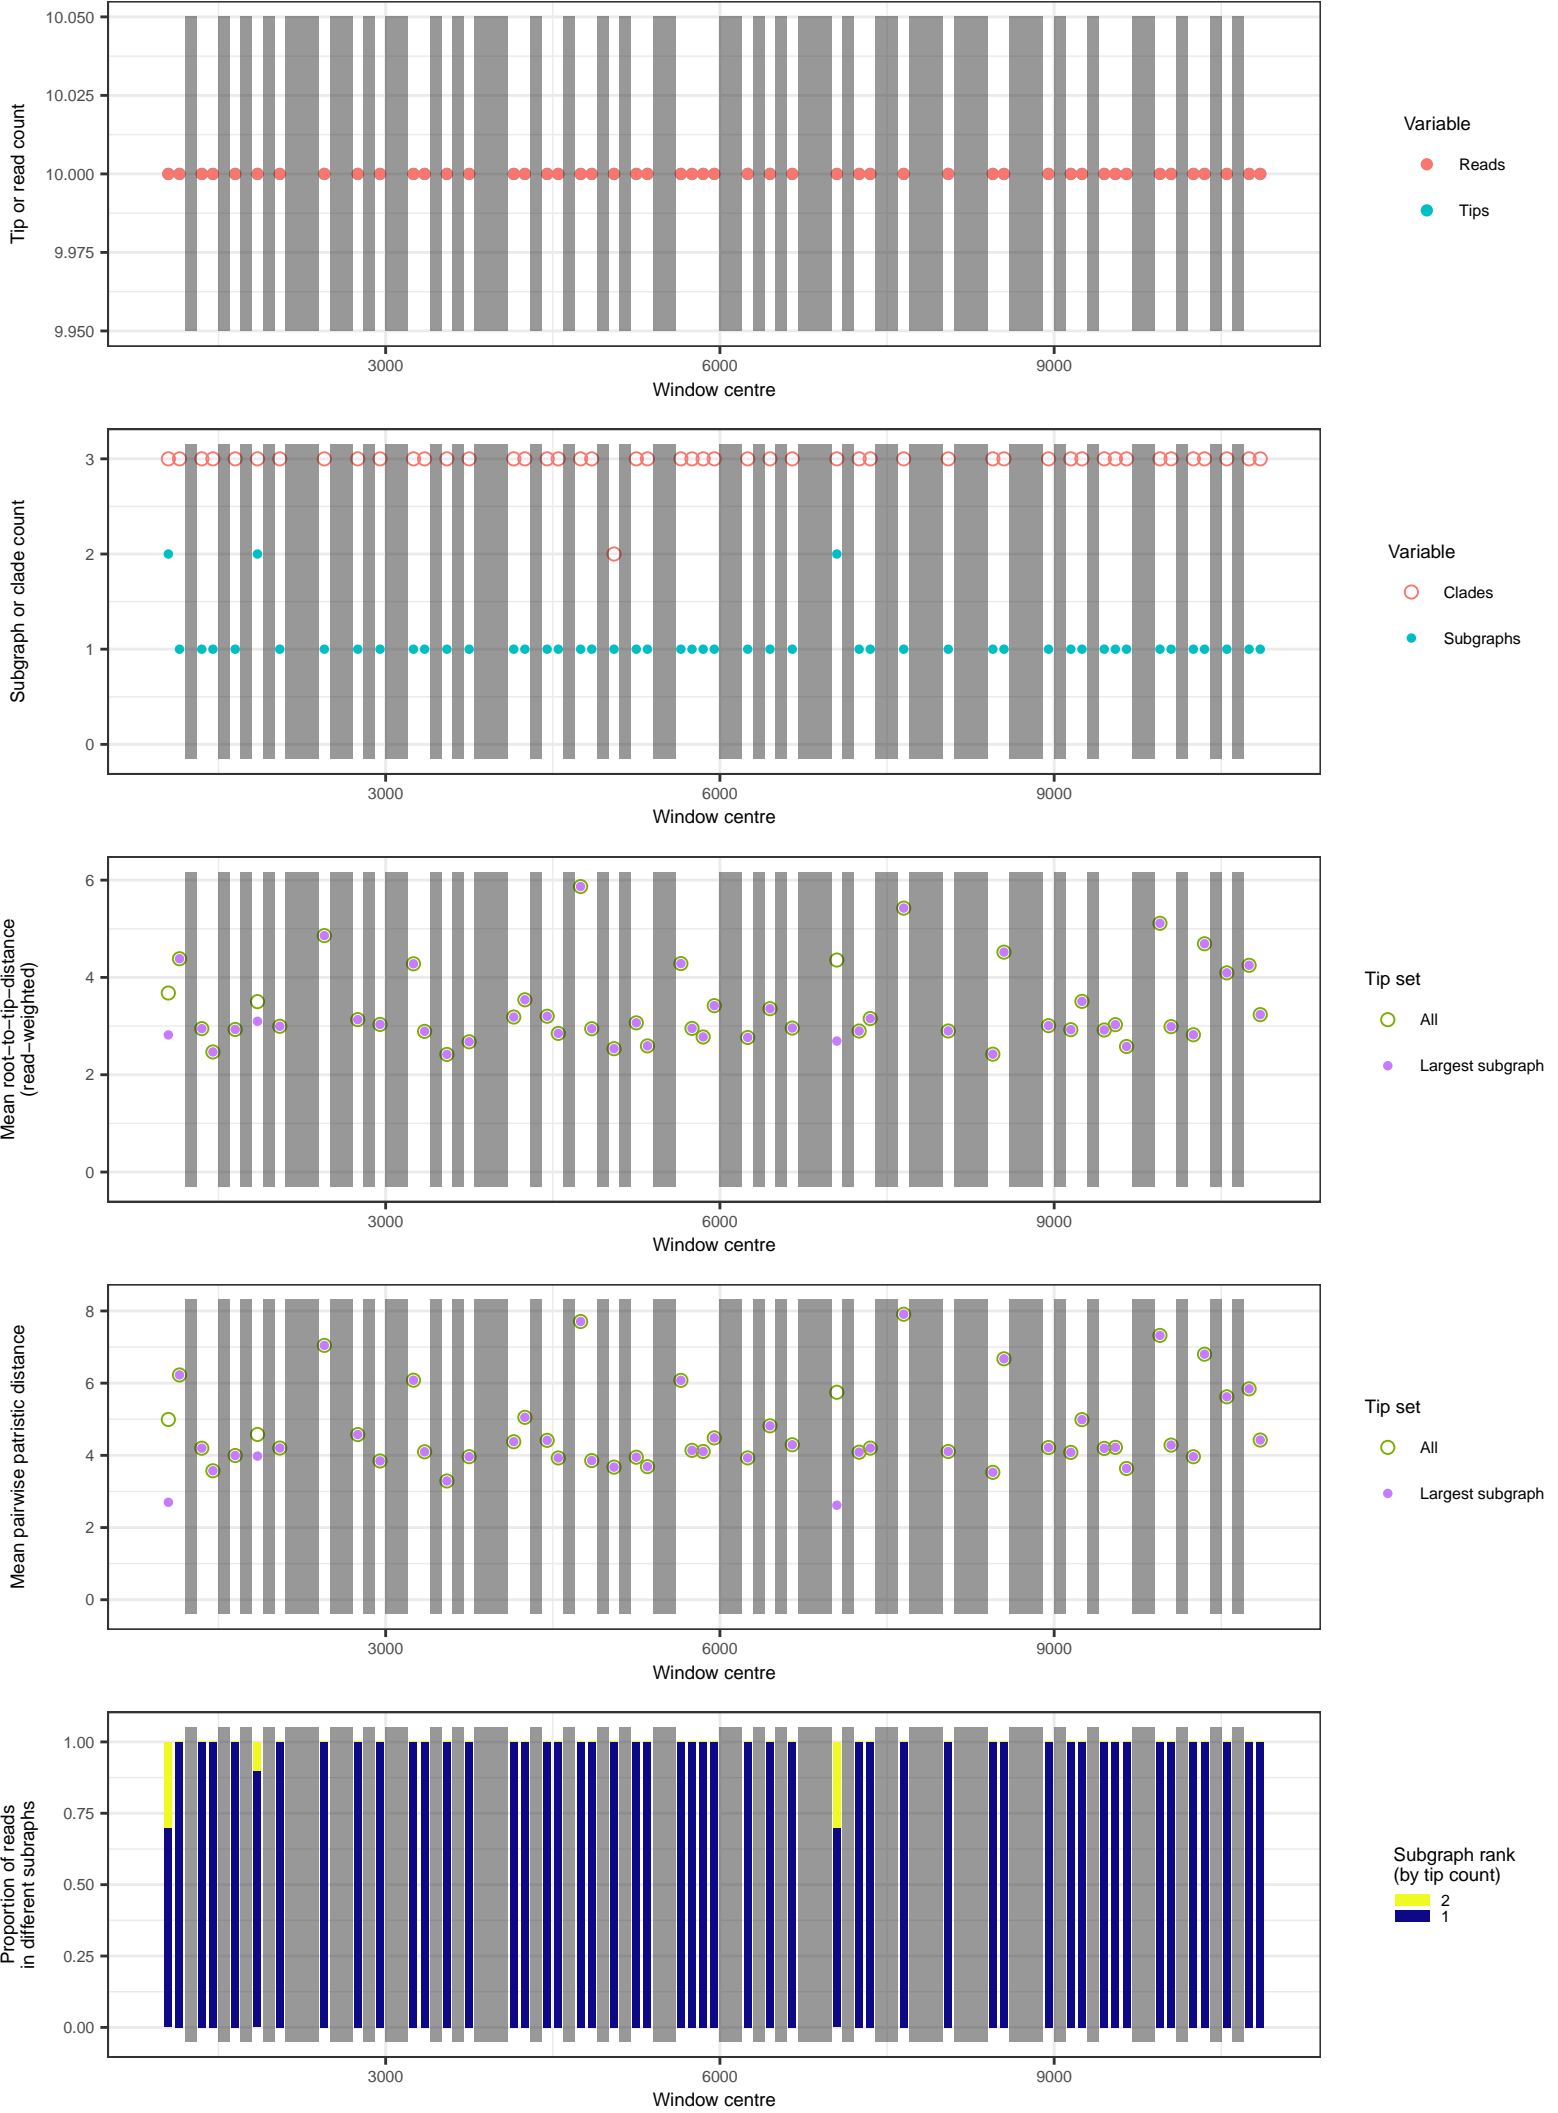 10.050
10.025
10.000
9.975
9.950
Tip or read count
3000
6000
9000
Window centre
Variable
Reads
Tips
3
2
1
0
Subgraph or clade count
3000
6000
9000
Window centre
Variable
Clades
Subgraphs
6
4
2
0
Mean root−to−tip−distance
(read−weighted)
3000
6000
9000
Window centre
Tip set
All
Largest subgraph
8
6
4
2
0
Mean pairwise patristic distance
3000
6000
9000
Window centre
Tip set
All
Largest subgraph
1.00
0.75
0.50
0.25
0.00
Proportion of reads
in different subraphs
3000
6000
9000
Window centre
Subgraph rank
(by tip count)
2
1